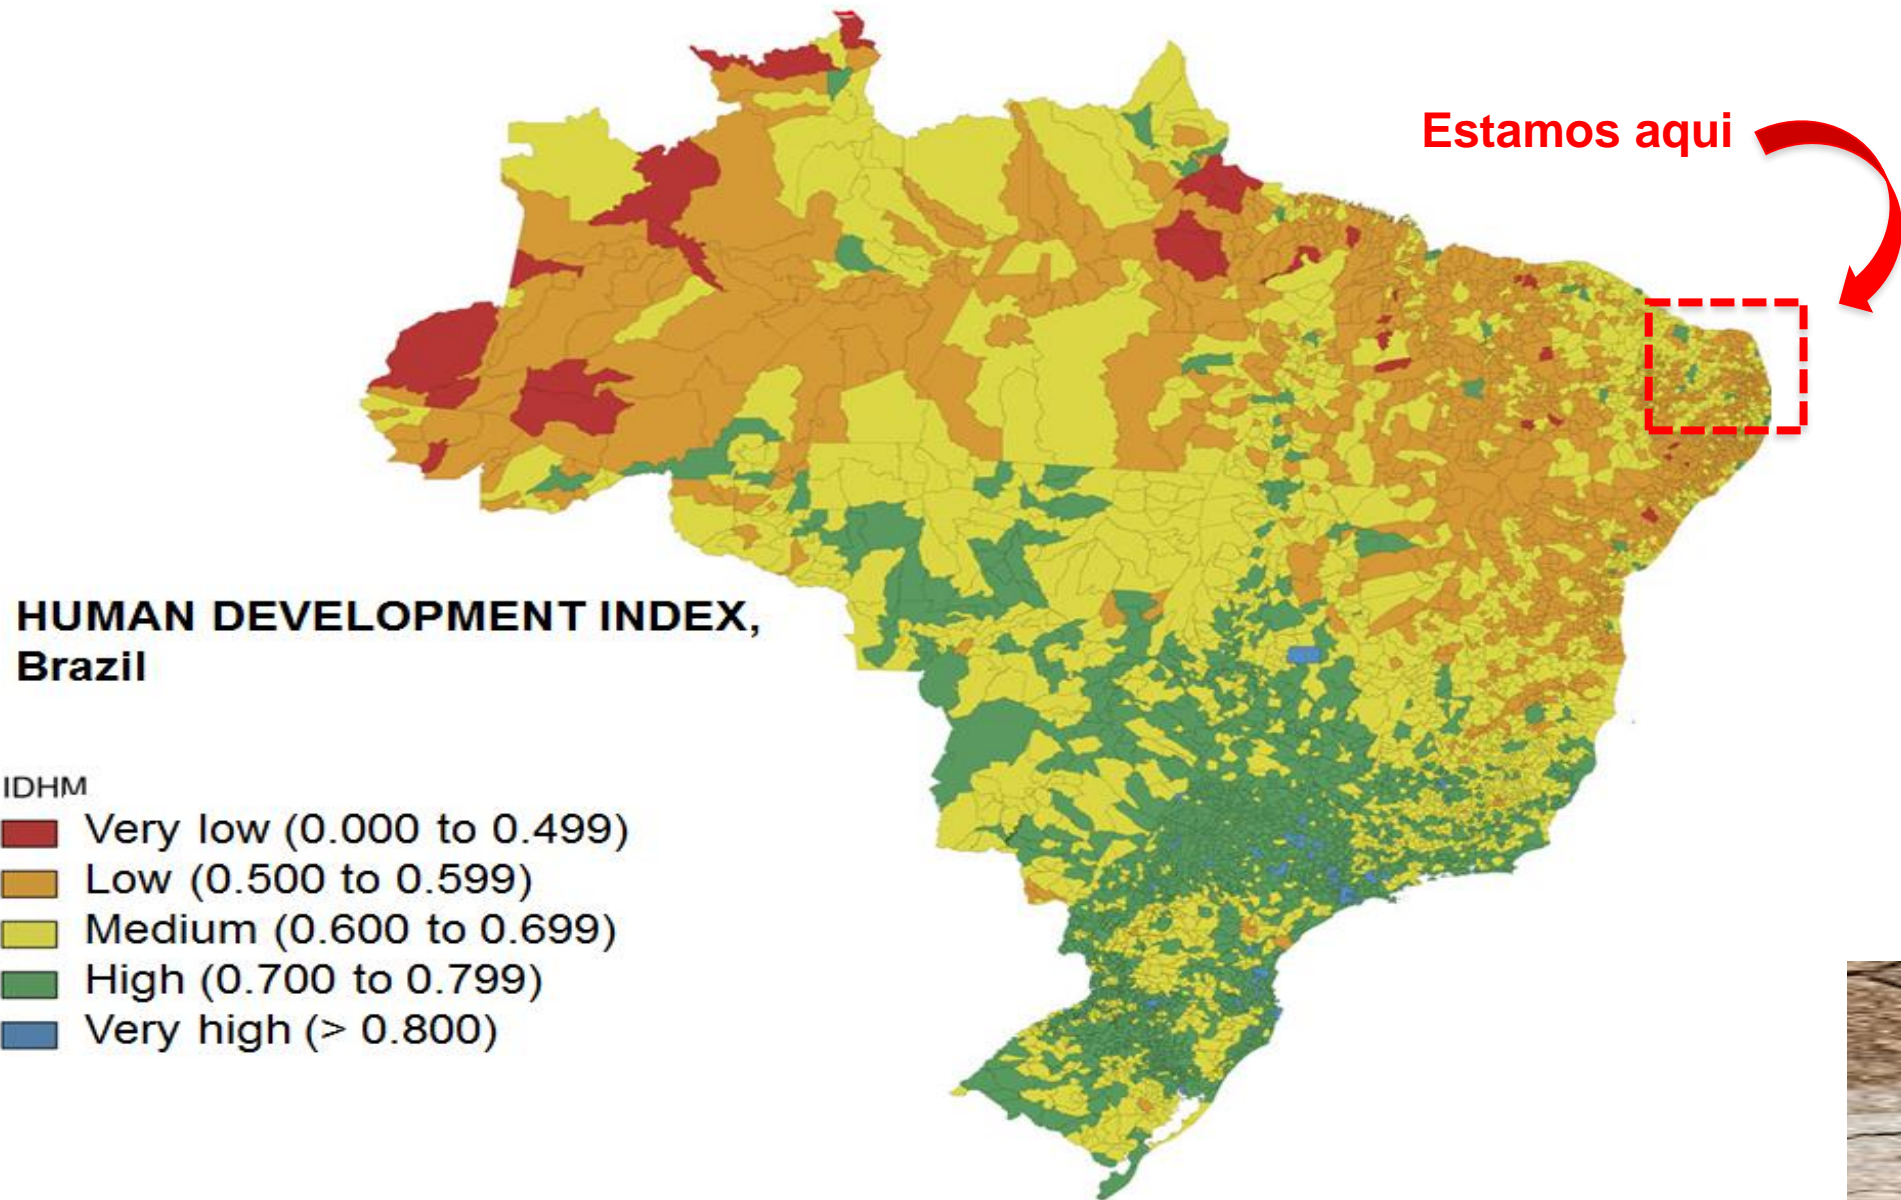 Estamos aqui
HUMAN DEVELOPMENT INDEX,
Brazil
IDHM
Very low (0.000 to 0.499)
Low (0.500 to 0.599)
Medium (0.600 to 0.699)
High (0.700 to 0.799)
Very high (> 0.800)